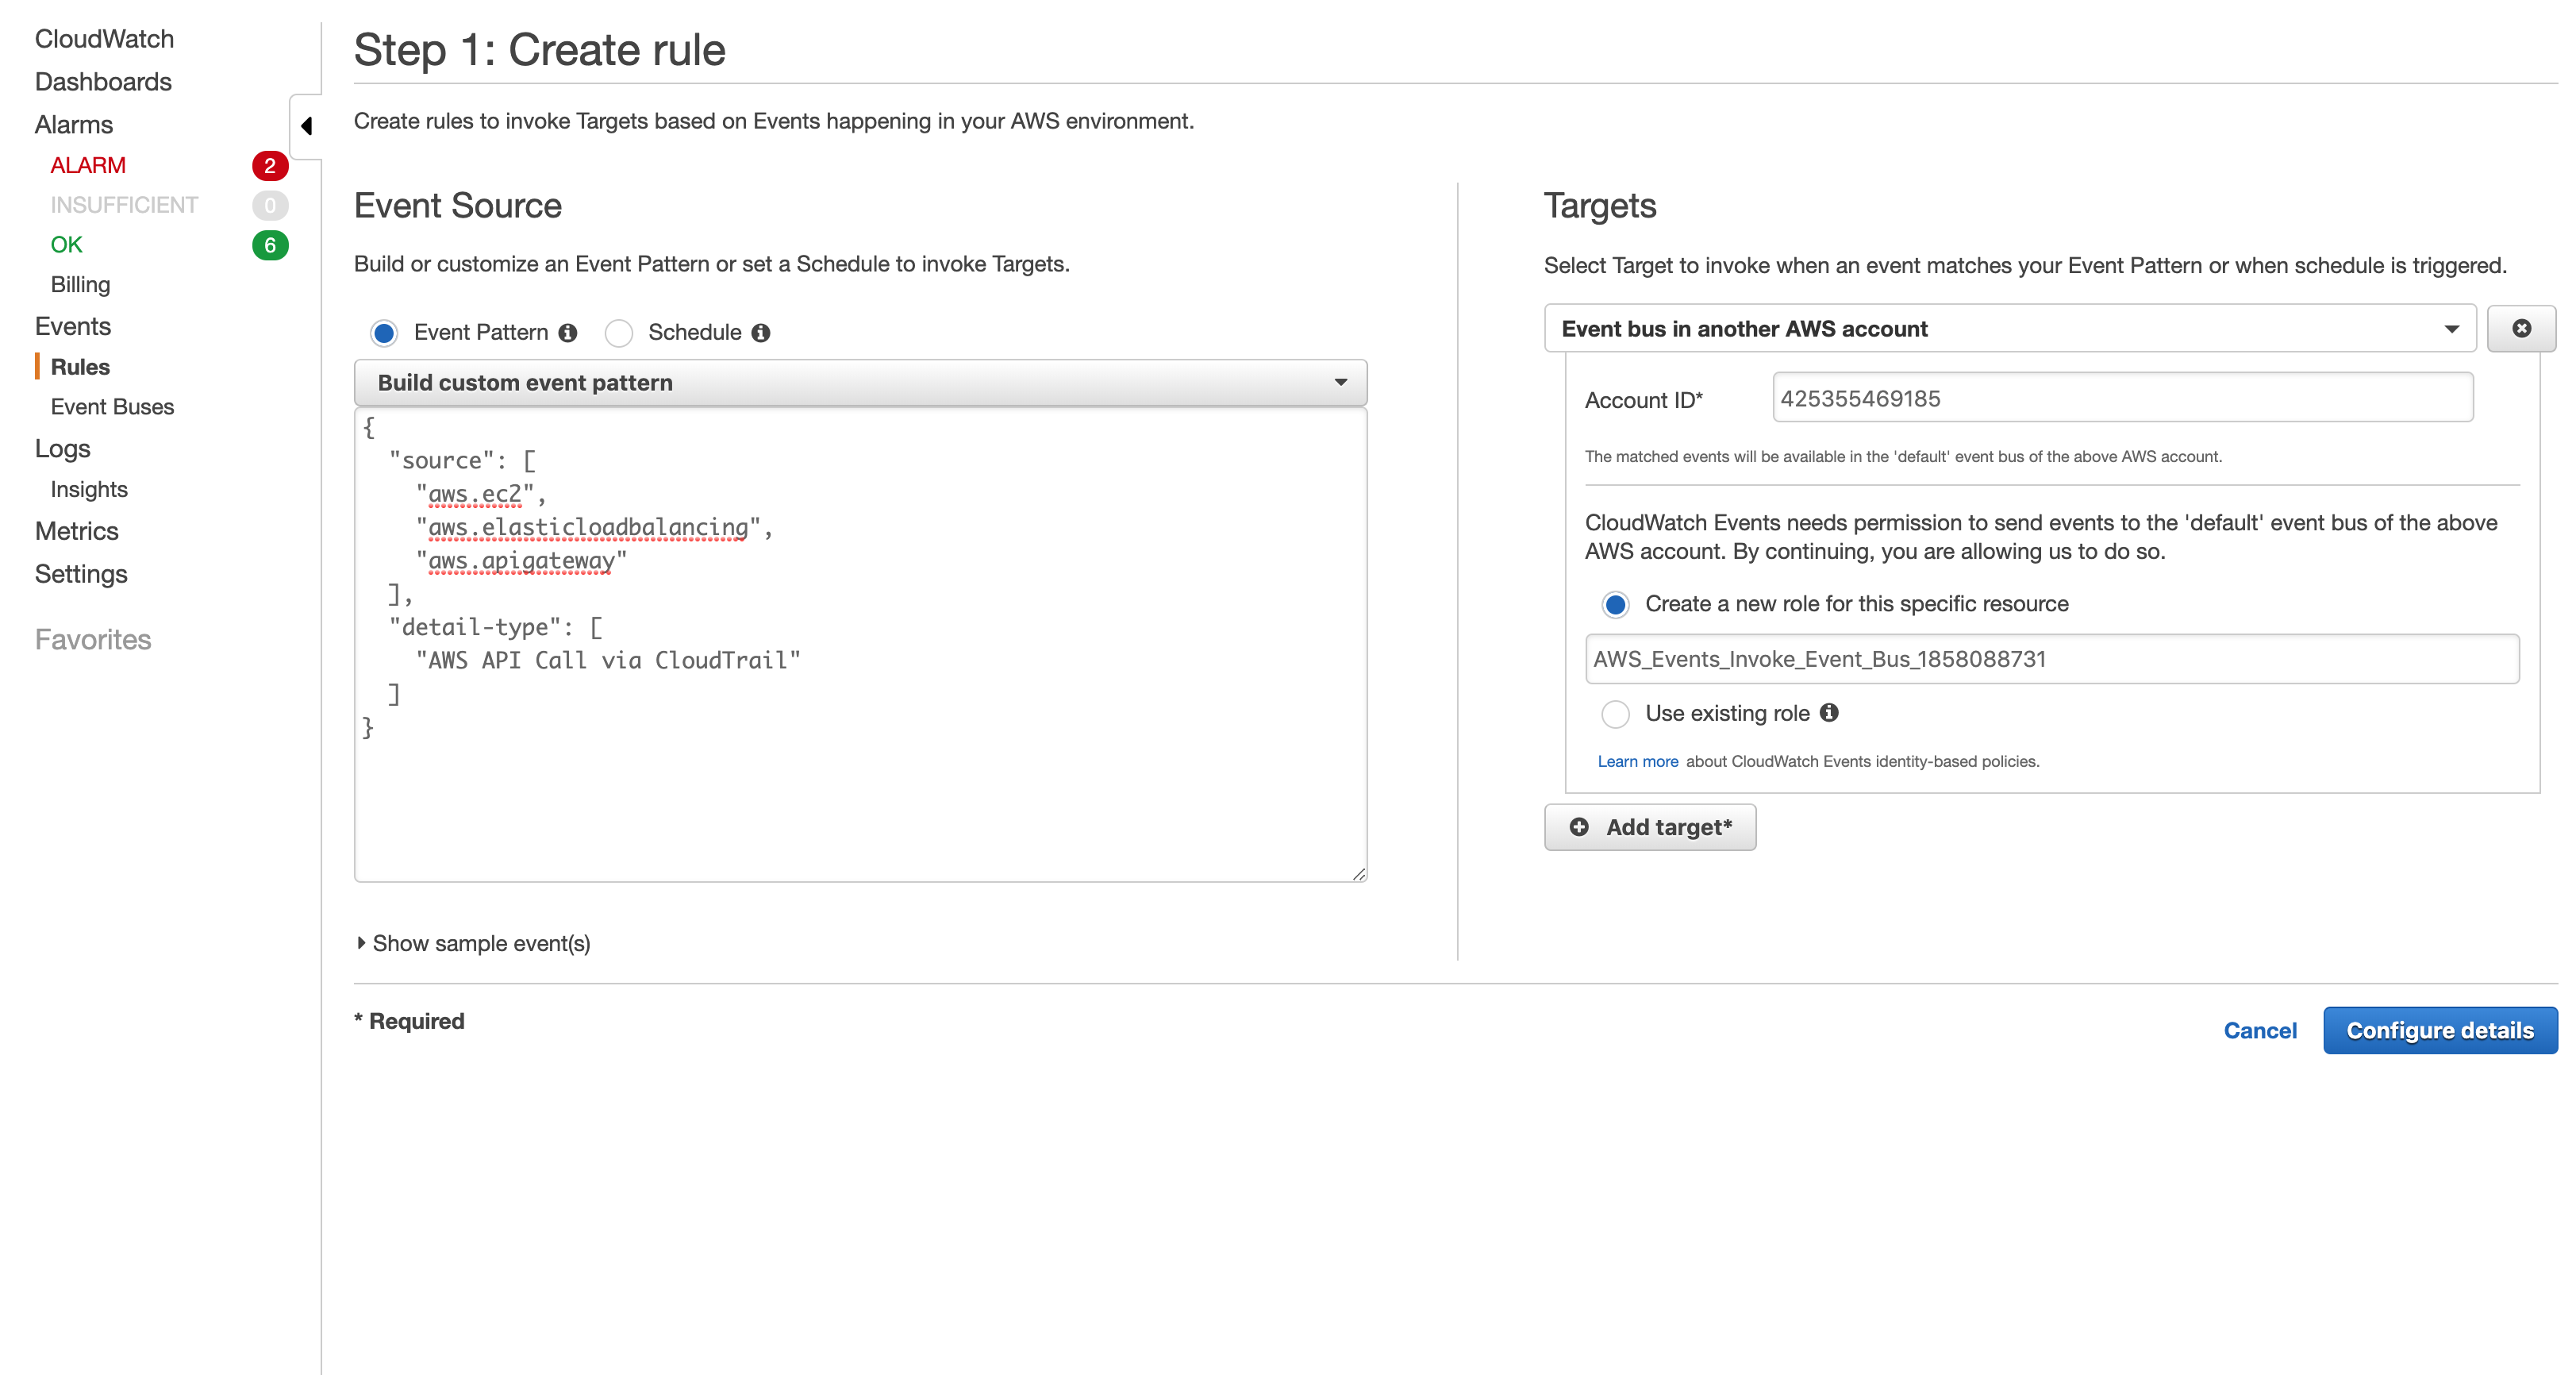 CloudWatch
Dashboards
Alarms
ALARM 2
INSUFFICIENT 0
OK 6
Billing
Events
Rules
Event Buses
Logs
Insights
Metrics
Settings
Favorites
Step 1: Create rule
Create rules to invoke Targets based on Events happening in your AWS environment.
Event Source
Build or customize an Event Pattern or set a Schedule to invoke Targets.
Event Pattern Schedule
Build custom event pattern
{
  "source": [
    "aws.ec2",
    "aws.elasticloadbalancing",
    "aws.apigateway"
  ],
  "detail-type": [
    "AWS API Call via CloudTrail"
  ]
}
Show sample event(s)
Targets
Select Target to invoke when an event matches your Event Pattern or when schedule is triggered.
Event bus in another AWS account
Account ID* 425355469185
The matched events will be available in the 'default' event bus of the above AWS account.
CloudWatch Events needs permission to send events to the 'default' event bus of the above
AWS account. By continuing, you are allowing us to do so.
Create a new role for this specific resource
AWS_Events_Invoke_Event_Bus_1858088731
Use existing role
Learn more about CloudWatch Events identity-based policies.
Add target*
* Required
Cancel Configure details